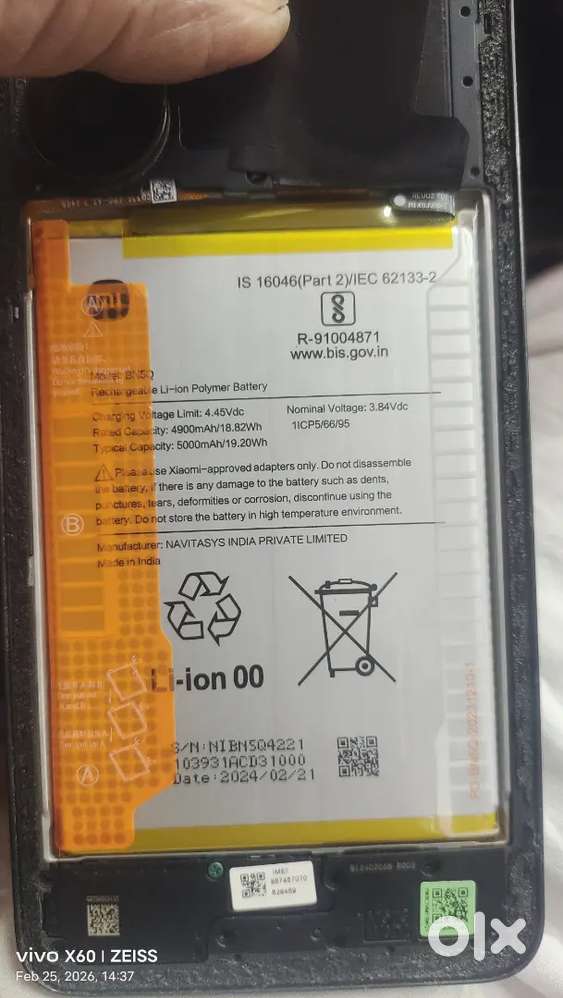 IS 16046(Part 2)/IEC 62133-2
R-91004871
www.bis.gov.in
Model: BN5Q
Rechargeable Li-ion Polymer Battery
Charging Voltage Limit: 4.45Vdc
Nominal Voltage: 3.84Vdc
Rated Capacity: 4900mAh/18.82Wh
1ICP5/66/95
Typical Capacity: 5000mAh/19.20Wh
Please use Xiaomi-approved adapters only. Do not disassemble
the battery, if there is any damage to the battery such as dents,
punctures, tears, deformities or corrosion, discontinue using the
battery. Do not store the battery in high temperature environment.
Manufacturer: NAVITASYS INDIA PRIVATE LIMITED
Made in India
A
B
Li-ion 00
S/N:NIBN5Q4221
103931ACD31000
Date:2024/02/21
A
olx
vivo X60 | ZEISS
Feb 25, 2026, 14:37